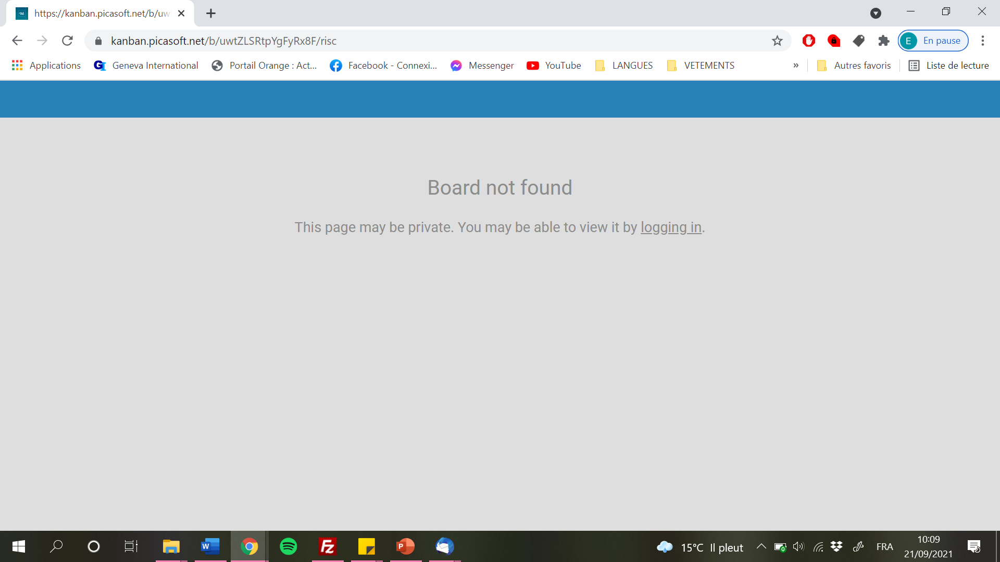 https://kanban.picasoft.net/b/uw
kanban.picasoft.net/b/uwtZLSRtpYgFyRx8F/risc
E En pause
Applications
Geneva International
Portail Orange : Act...
Facebook - Connexi...
Messenger
YouTube
LANGUES
VETEMENTS
»
Autres favoris
Liste de lecture
Board not found
This page may be private. You may be able to view it by logging in.
15°C Il pleut
FRA
10:09
21/09/2021